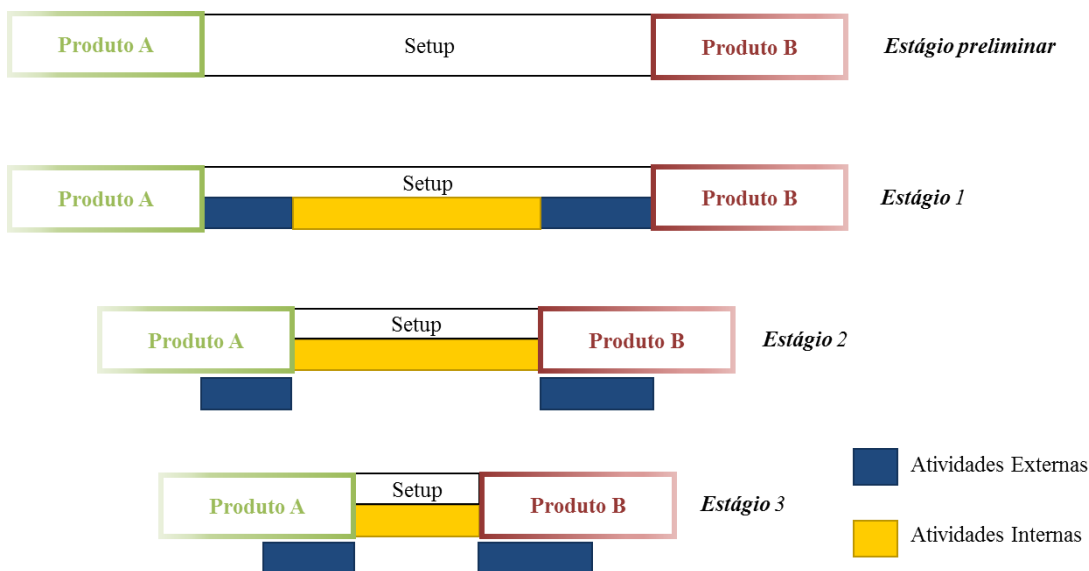 Produto A
Setup
Produto B
Estágio preliminar
Produto A
Setup
Produto B
Estágio 1
Produto A
Setup
Produto B
Estágio 2
Produto A
Setup
Produto B
Estágio 3
Atividades Externas
Atividades Internas